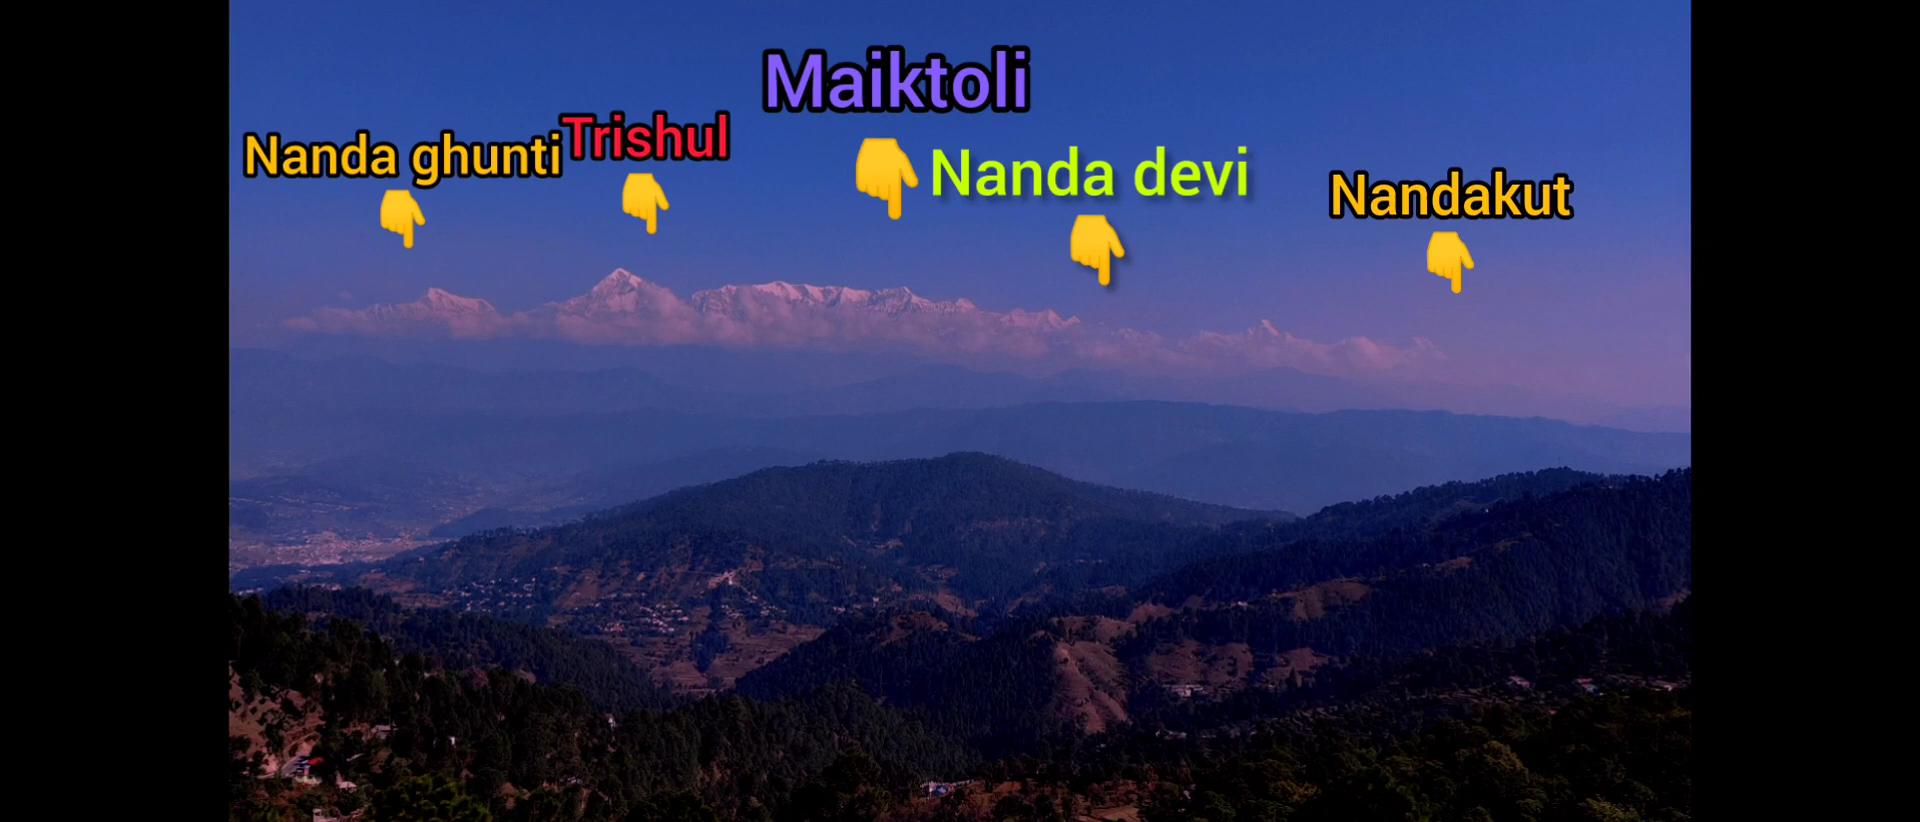 Nanda ghunti
Trishul
Maiktoli
Nanda devi
Nandakut